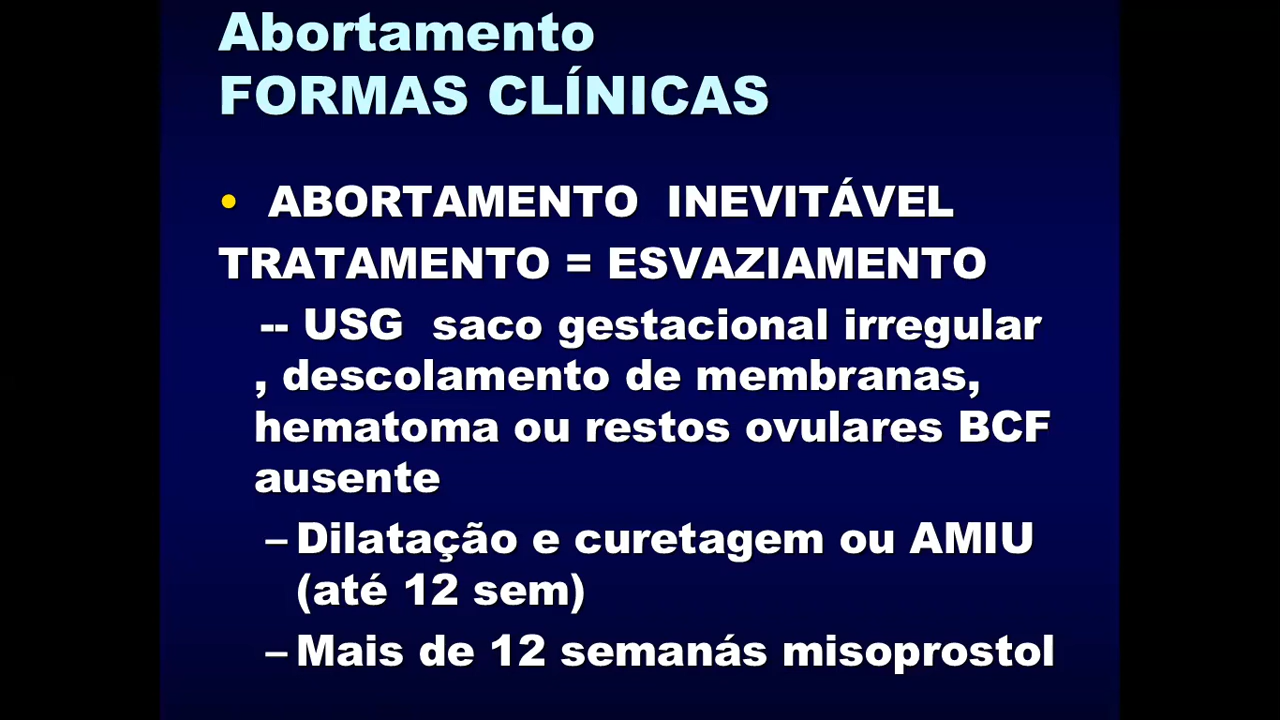 Abortamento
FORMAS CLÍNICAS
• ABORTAMENTO INEVITÁVEL
TRATAMENTO = ESVAZIAMENTO
-- USG saco gestacional irregular
, descolamento de membranas,
hematoma ou restos ovulares BCF
ausente
– Dilatação e curetagem ou AMIU
(até 12 sem)
– Mais de 12 semanás misoprostol